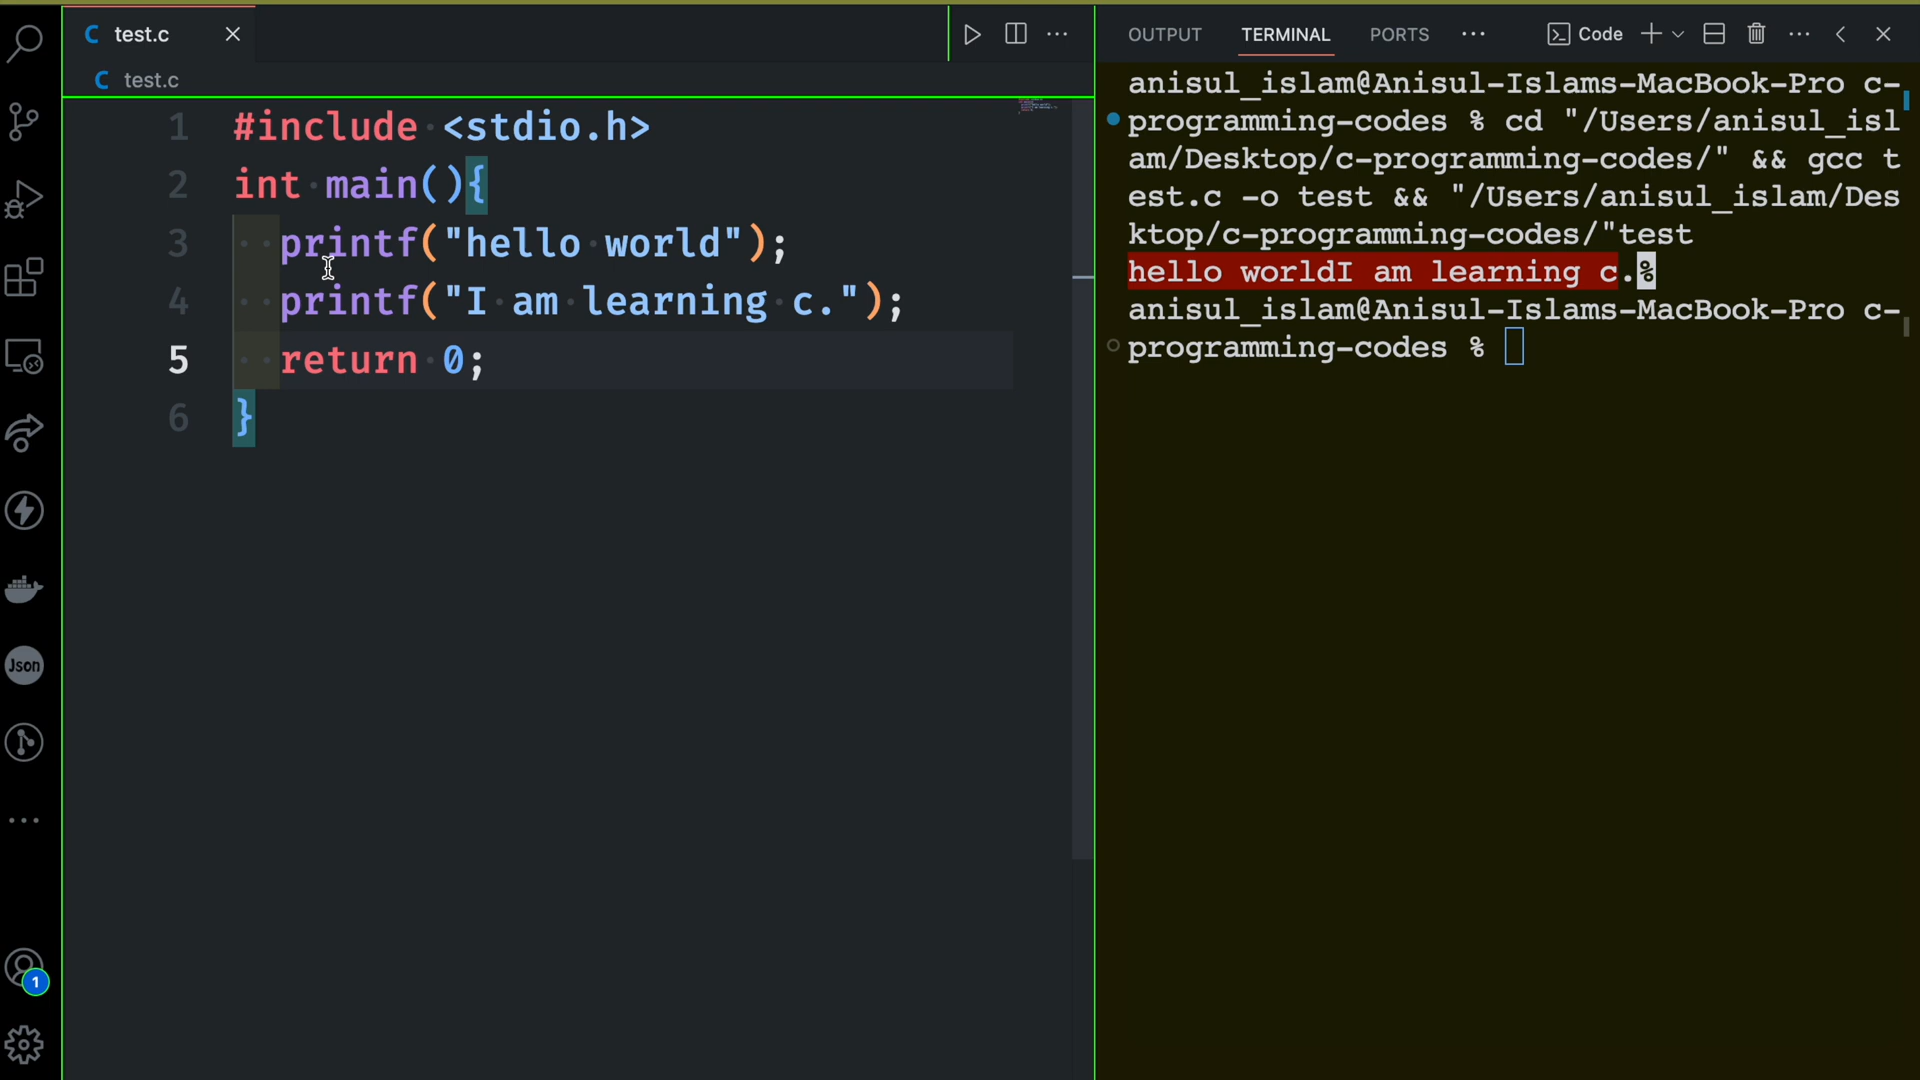 test.c
test.c
1 #include <stdio.h>
2 int main(){
3 printf("hello world");
4 printf("I am learning c.");
5 return 0;
6 }
Json
1
OUTPUT TERMINAL PORTS ··· Code
anisul_islam@Anisul-Islams-MacBook-Pro c-
programming-codes % cd "/Users/anisul_isl
am/Desktop/c-programming-codes/" && gcc t
est.c -o test && "/Users/anisul_islam/Des
ktop/c-programming-codes/"test
hello worldI am learning c.%
anisul_islam@Anisul-Islams-MacBook-Pro c-
programming-codes %